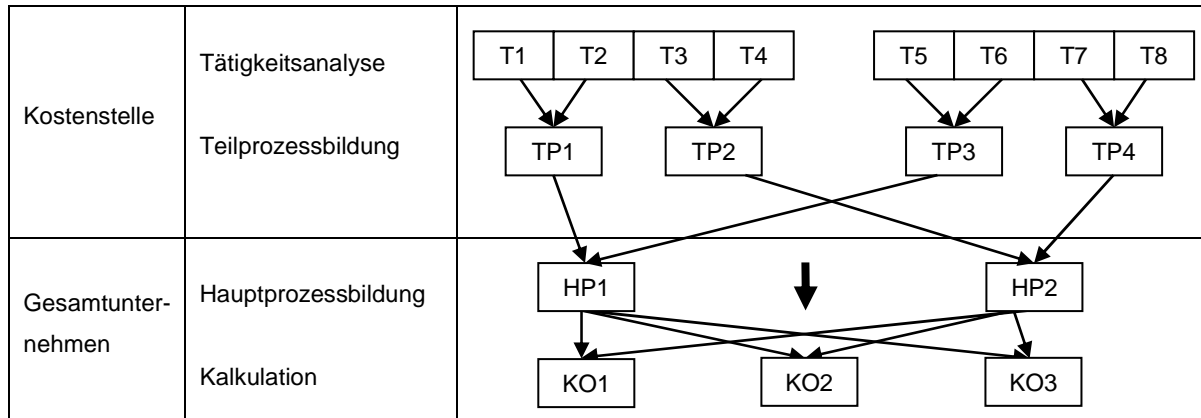 T1 T2 T3 T4 T5 T6 T7 T8
Tätigkeitsanalyse
Kostenstelle
Teilprozessbildung
TP1 TP2 TP3 TP4
HP1 HP2
Gesamtunter-
nehmen
Hauptprozessbildung
Kalkulation
KO1 KO2 KO3